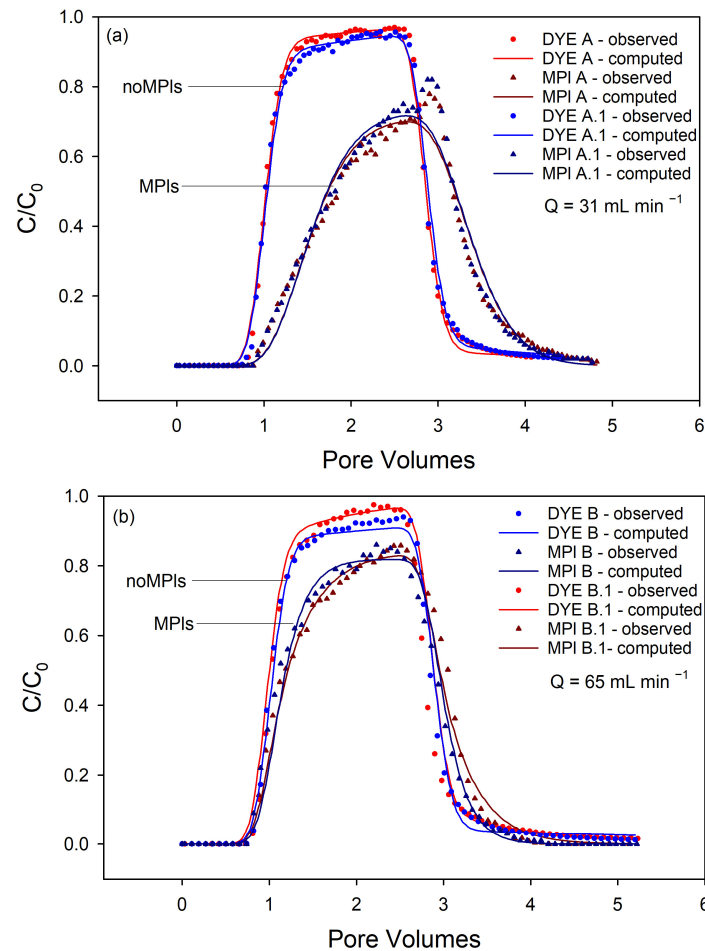 (a)
1.0
0.8
0.6
0.4
0.2
0.0
C/C₀
noMPIs
MPIs
DYE A - observed
DYE A - computed
MPI A - observed
MPI A - computed
DYE A.1 - observed
DYE A.1 - computed
MPI A.1 - observed
MPI A.1 - computed
Q = 31 mL min ⁻¹
0 1 2 3 4 5 6
Pore Volumes
(b)
1.0
0.8
0.6
0.4
0.2
0.0
C/C₀
noMPIs
MPIs
DYE B - observed
DYE B - computed
MPI B - observed
MPI B - computed
DYE B.1 - observed
DYE B.1 - computed
MPI B.1 - observed
MPI B.1- computed
Q = 65 mL min ⁻¹
0 1 2 3 4 5 6
Pore Volumes